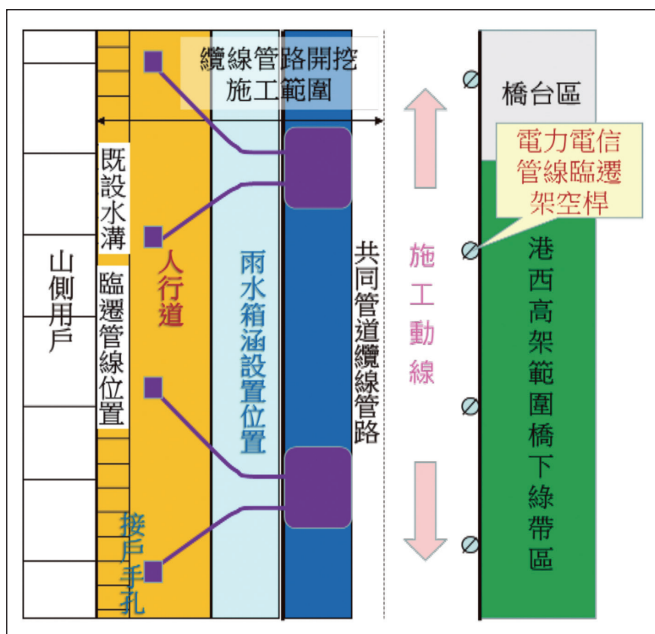 纜線管路開挖
施工範圍
橋台區
電力電信
管線臨遷
架空桿
山側用戶
既設水溝
臨遷管線位置
人行道
接戶手孔
雨水箱涵設置位置
共同管道纜線管路
施工動線
港西高架範圍橋下綠帶區